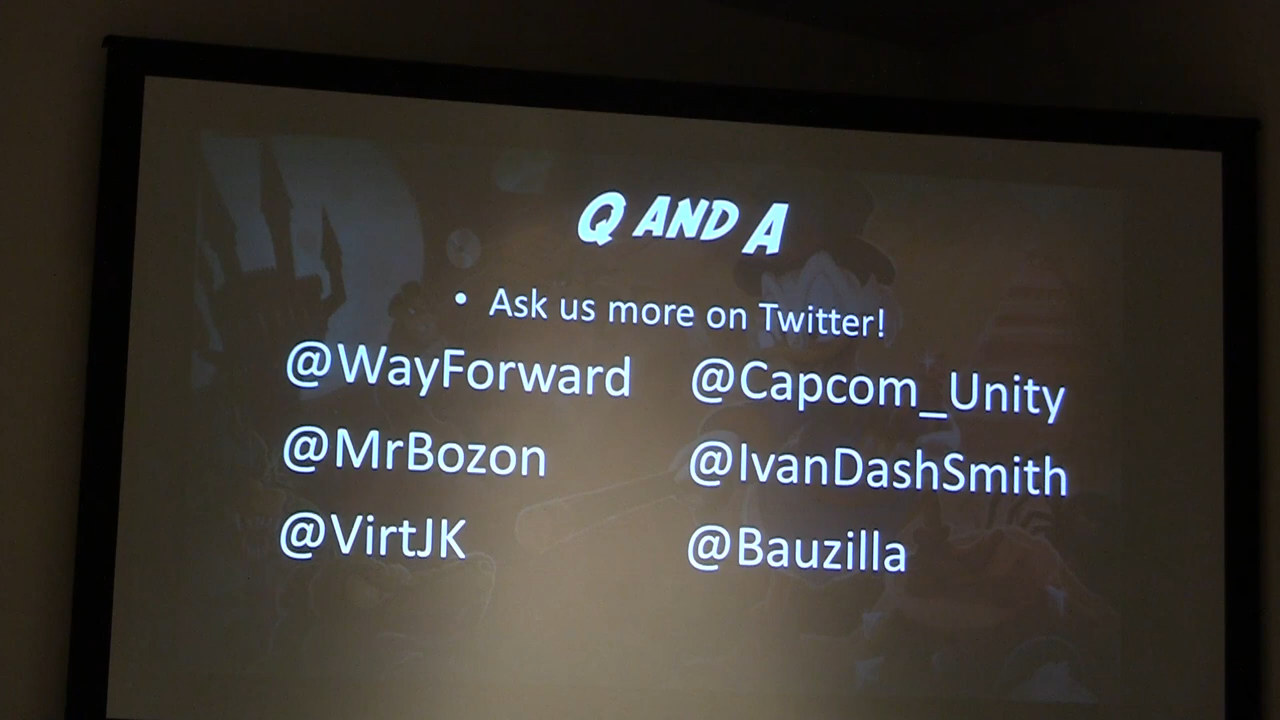 Q AND A
• Ask us more on Twitter!
@WayForward @Capcom_Unity
@MrBozon @IvanDashSmith
@VirtJK @Bauzilla